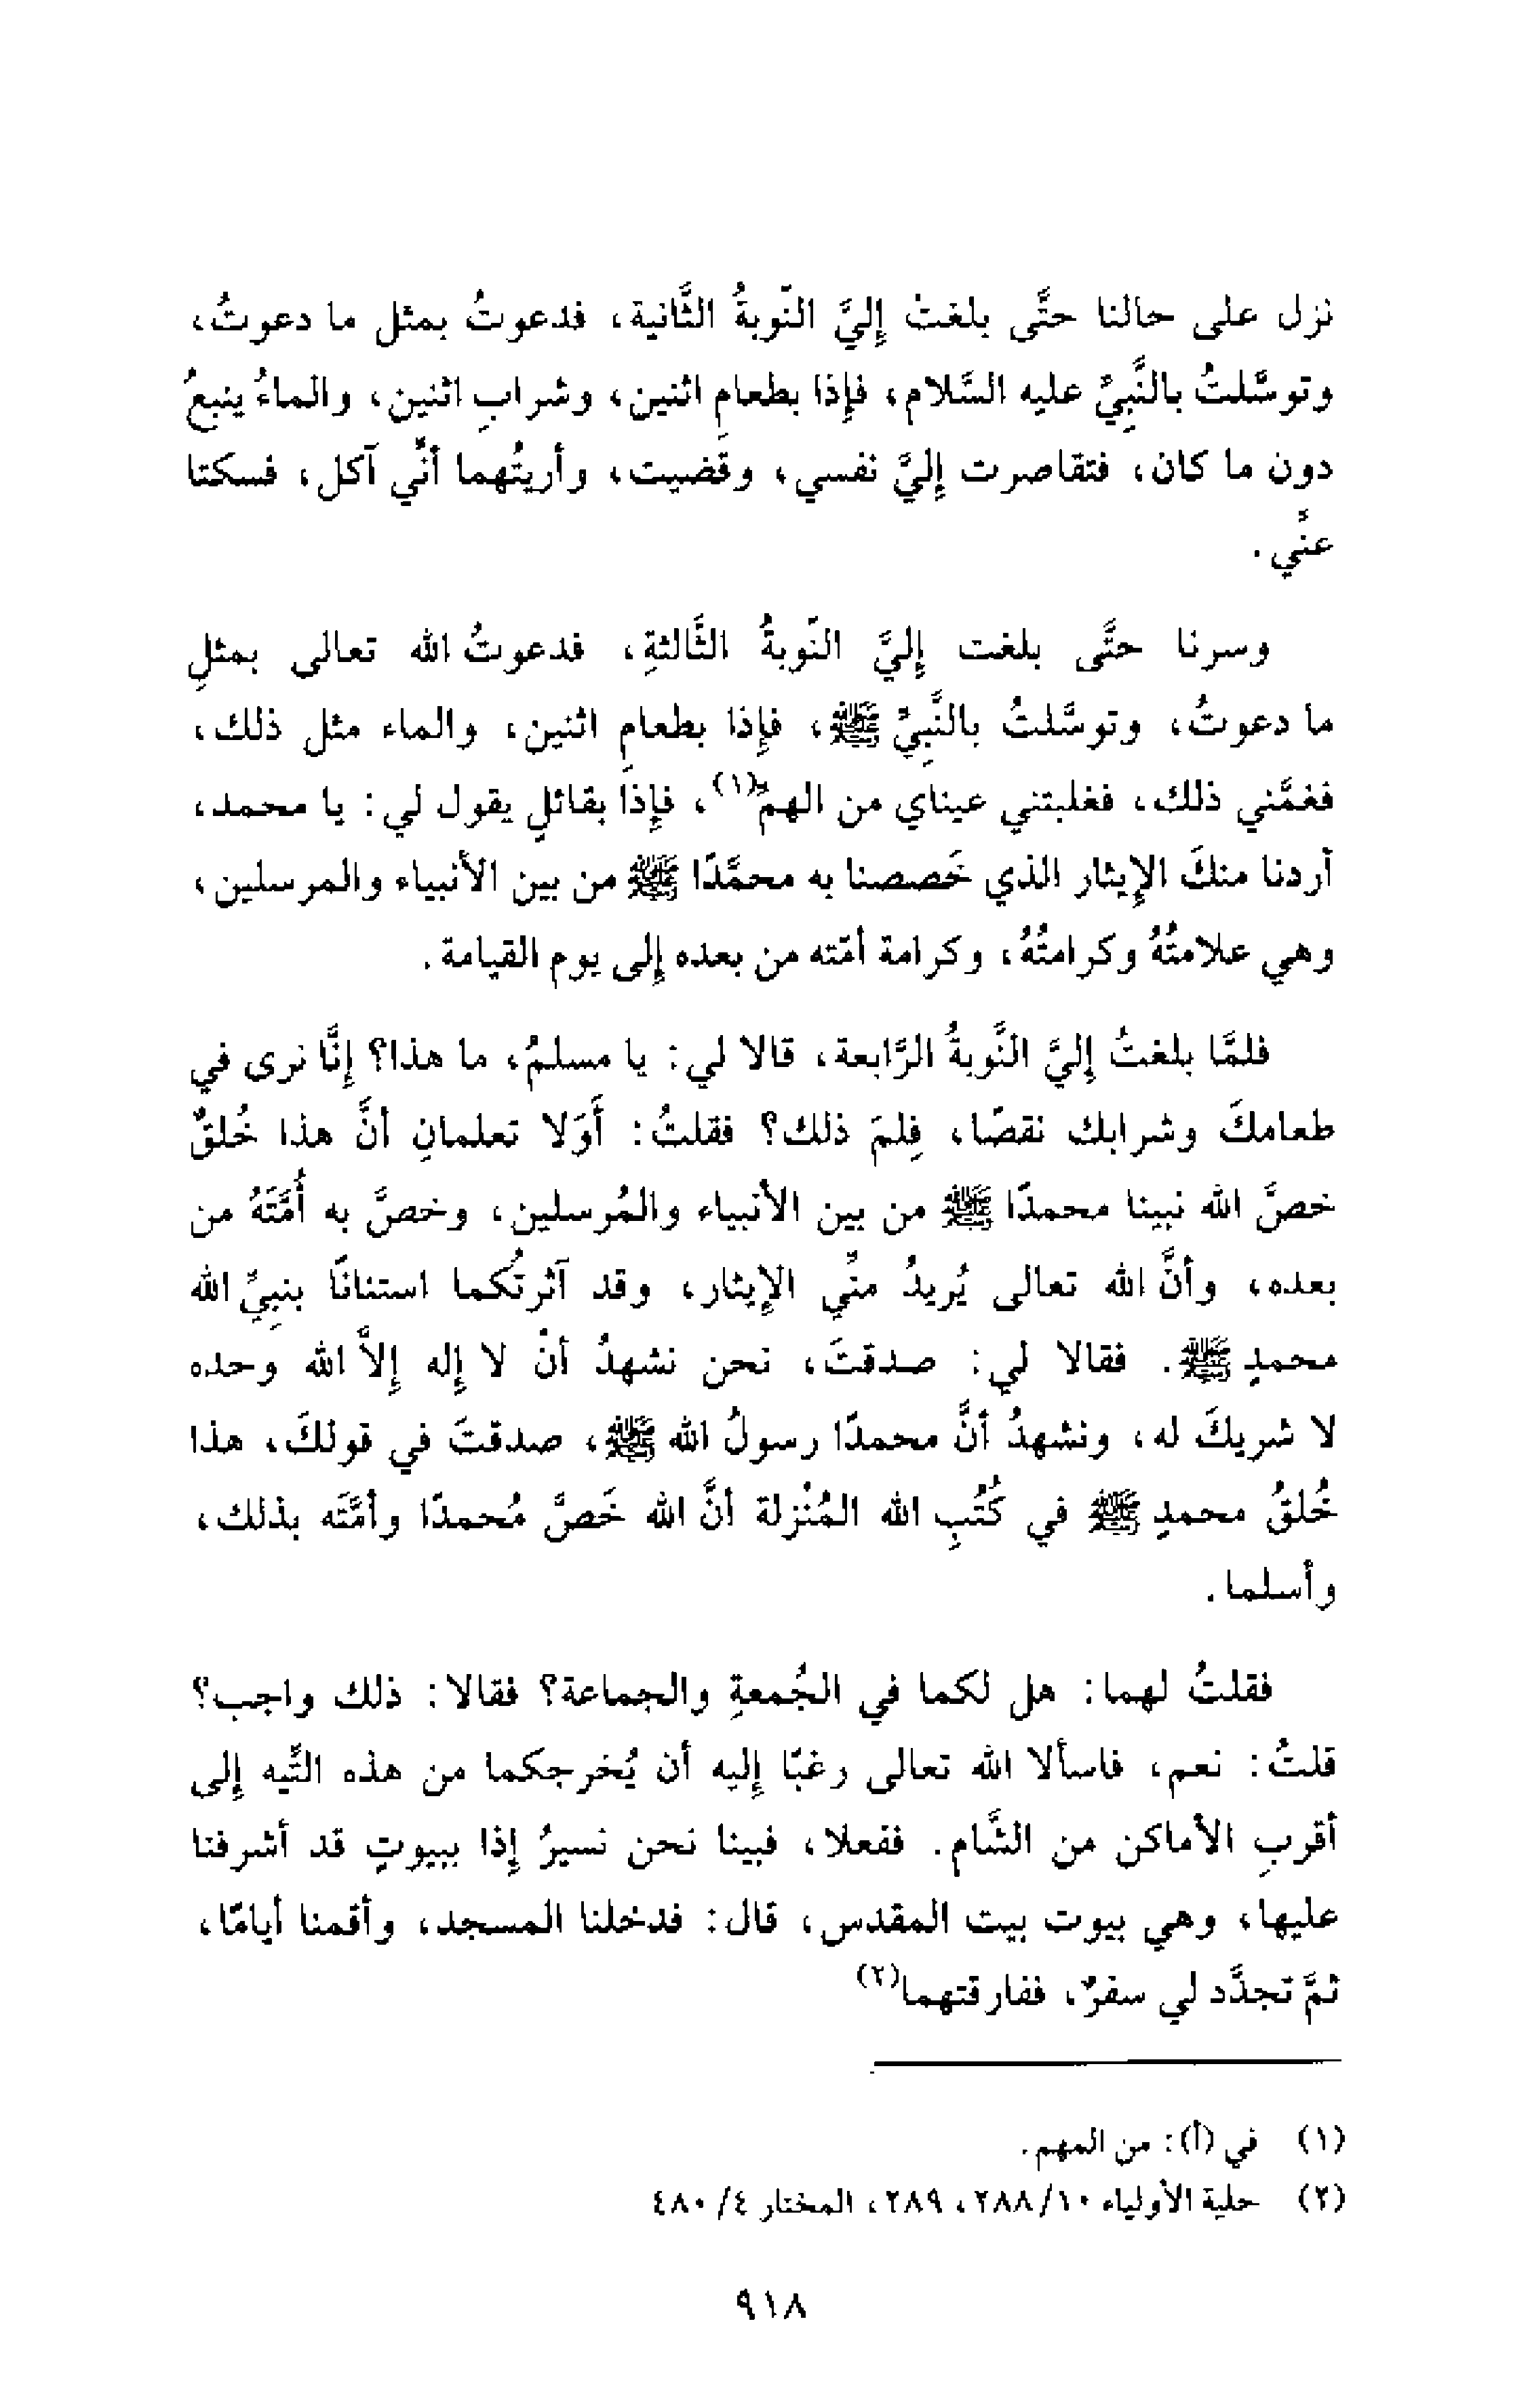 نزل على حالنا حتَّى بلغتْ إليَّ النَّوبةُ الثَّانية، فدعوتُ بمثل ما دعوتُ،
وتوسَّلتُ بالنَّبيِّ عليه السَّلام، فإذا بطعامِ اثنين، وشرابِ اثنين، والماءُ ينبعُ
دون ما كان، فتقاصرت إليَّ نفسي، وقَضيت، وأريتُهما أنِّي آكل، فسكتا
عنِّي.
وسرنا حتَّى بلغت إليَّ النَّوبةُ الثَّالثةِ، فدعوتُ الله تعالى بمثلِ
ما دعوتُ، وتوسَّلتُ بالنَّبيِّ ﷺ، فإذا بطعامِ اثنين، والماء مثل ذلك،
فغمَّني ذلك، فغلبتني عيناي من الهمِّ(١)، فإذا بقائلٍ يقول لي: يا محمد،
أردنا منكَ الإيثار الذي خَصصنا به محمَّدًا ﷺ من بين الأنبياء والمرسلين،
وهي علامتُهُ وكرامتُهُ، وكرامة أمّته من بعده إلى يوم القيامة.
فلمَّا بلغتُ إليَّ النَّوبةُ الرَّابعة، قالا لي: يا مسلمُ، ما هذا؟ إنَّا نرى في
طعامكَ وشرابك نقصًا، فلِمَ ذلك؟ فقلتُ: أَوَلا تعلمانِ أنَّ هذا خُلقٌ
خصَّ الله نبينا محمدًا ﷺ من بين الأنبياء والمُرسلين، وخصَّ به أُمَّتَهُ من
بعده، وأنَّ الله تعالى يُريدُ منِّي الإيثار، وقد آثرتُكما استنانًا بنبيِّ الله
محمدٍ ﷺ. فقالا لي: صدقتَ، نحن نشهدُ أنْ لا إله إلاَّ الله وحده
لا شريكَ له، ونشهدُ أنَّ محمدًا رسولُ الله ﷺ، صدقتَ في قولكَ، هذا
خُلقُ محمدٍ ﷺ في كُتُبِ الله المُنْزلة أنَّ الله خَصَّ مُحمدًا وأمَّتَه بذلك،
وأسلما.
فقلتُ لهما: هل لكما في الجُمعةِ والجماعة؟ فقالا: ذلك واجب؟
قلتُ: نعم، فاسألا الله تعالى رغبًا إليه أن يُخرجكما من هذه التِّيه إلى
أقربِ الأماكن من الشَّام. ففعلا، فبينا نحن نسيرُ إذا ببيوتٍ قد أشرفنا
عليها، وهي بيوت بيت المقدس، قال: فدخلنا المسجد، وأقمنا أيامًا،
ثمَّ تجدَّد لي سفرٌ، ففارقتهما(٢)
(١) في (أ): من المهم.
(٢) حلية الأولياء ١٠/ ٢٨٨، ٢٨٩، المختار ٤/ ٤٨٠
٩١٨